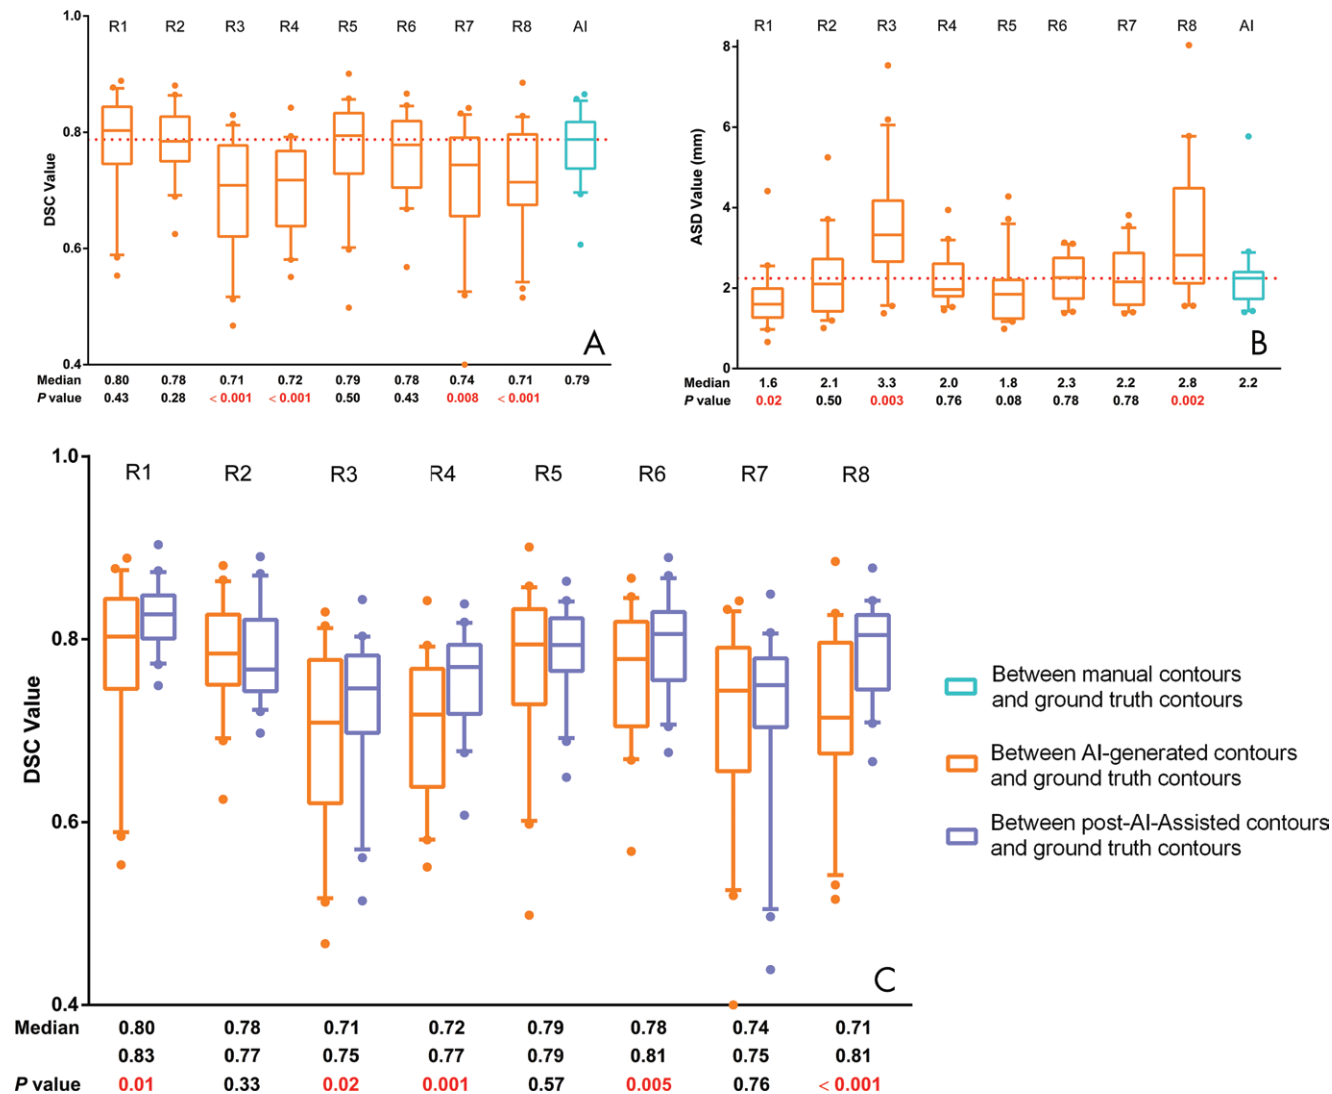 R1 R2 R3 R4 R5 R6 R7 R8 AI
1.0
0.8
0.6
0.4
DSC Value
A
Median 0.80 0.78 0.71 0.72 0.79 0.78 0.74 0.71 0.79
P value 0.43 0.28 < 0.001 < 0.001 0.50 0.43 0.008 < 0.001
R1 R2 R3 R4 R5 R6 R7 R8 AI
8
6
4
2
0
ASD Value (mm)
B
Median 1.6 2.1 3.3 2.0 1.8 2.3 2.2 2.8 2.2
P value 0.02 0.50 0.003 0.76 0.08 0.78 0.78 0.002
R1 R2 R3 R4 R5 R6 R7 R8
1.0
0.8
0.6
0.4
DSC Value
C
Median 0.80 0.78 0.71 0.72 0.79 0.78 0.74 0.71
0.83 0.77 0.75 0.77 0.79 0.81 0.75 0.81
P value 0.01 0.33 0.02 0.001 0.57 0.005 0.76 < 0.001
Between manual contours
and ground truth contours
Between AI-generated contours
and ground truth contours
Between post-AI-Assisted contours
and ground truth contours